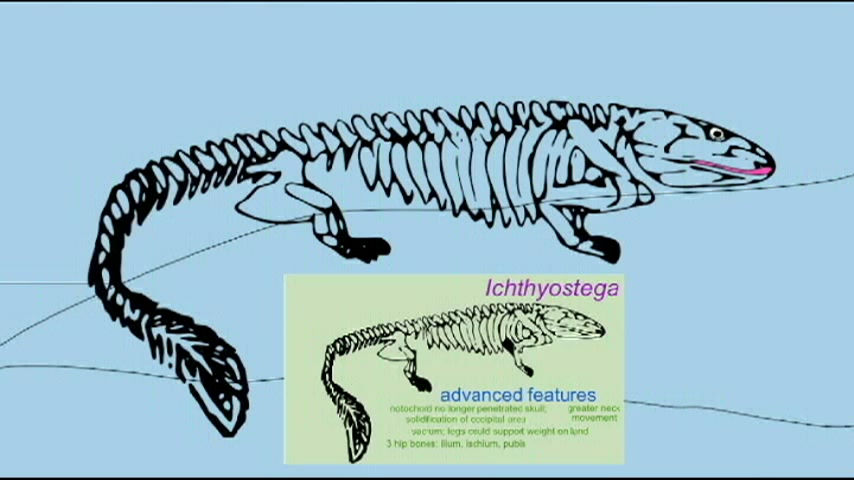 Ichthyostega
advanced features
notochord no longer penetrated skull; greater neck
solidification of occipital area movement
sacrum; legs could support weight on land
3 hip bones: ilium, ischium, pubis